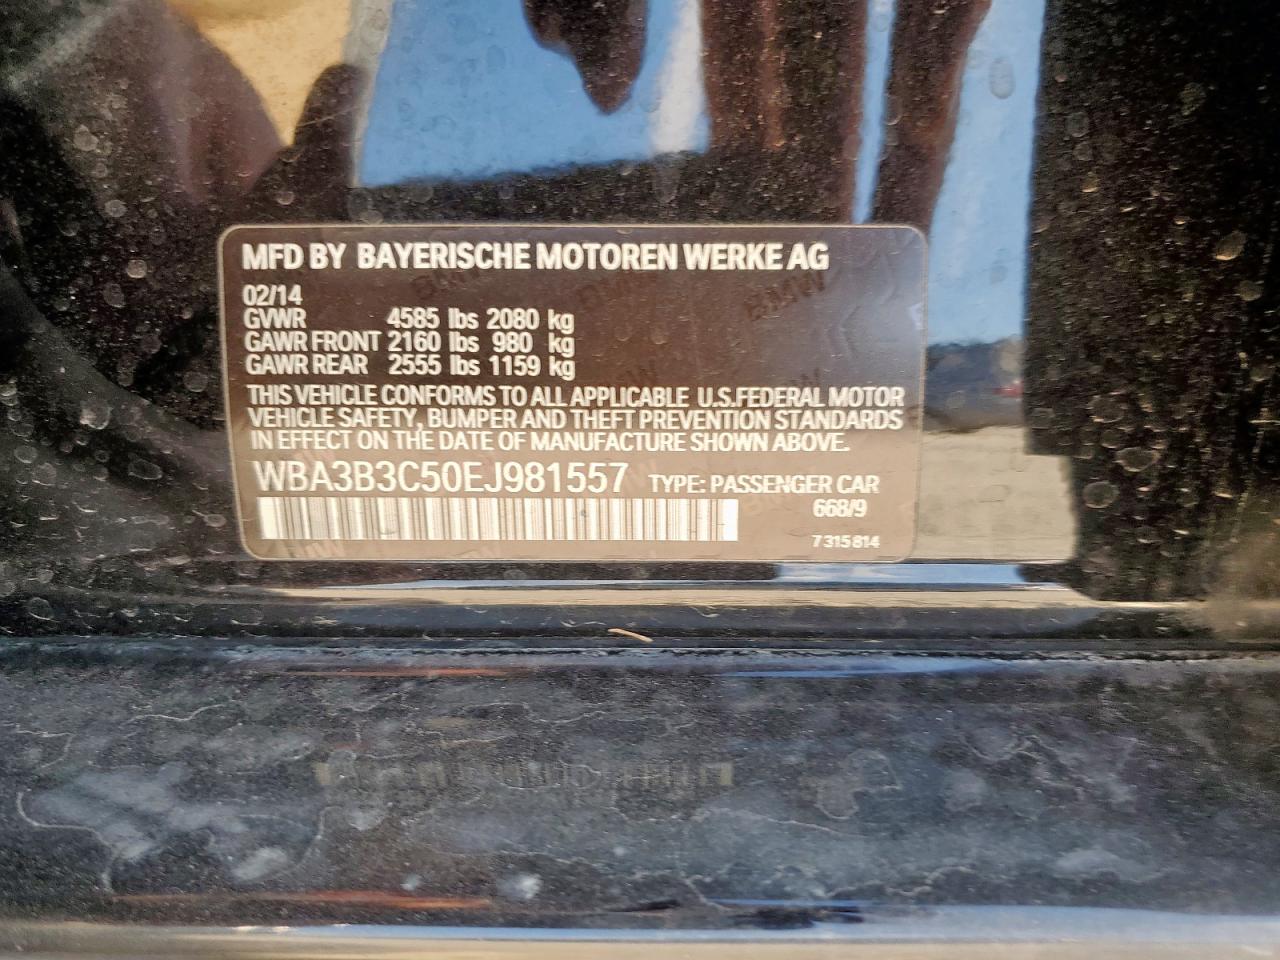 MFD BY BAYERISCHE MOTOREN WERKE AG
02/14
GVWR 4585 lbs 2080 kg
GAWR FRONT 2160 lbs 980 kg
GAWR REAR 2555 lbs 1159 kg
THIS VEHICLE CONFORMS TO ALL APPLICABLE U.S.FEDERAL MOTOR
VEHICLE SAFETY, BUMPER AND THEFT PREVENTION STANDARDS
IN EFFECT ON THE DATE OF MANUFACTURE SHOWN ABOVE.
WBA3B3C50EJ981557 TYPE: PASSENGER CAR
668/9
7 315 814